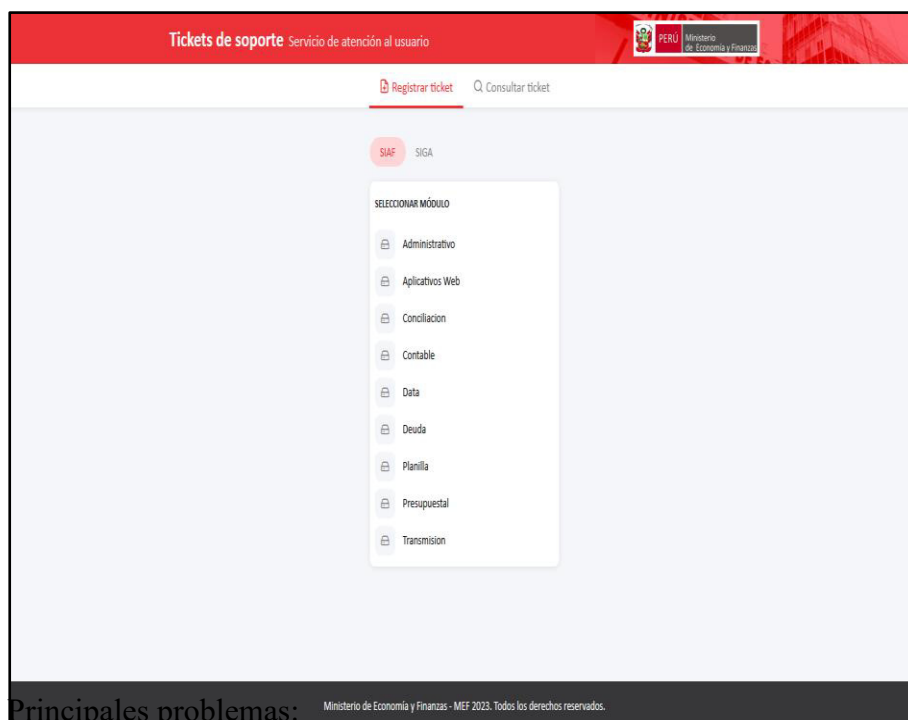 Tickets de soporte Servicio de atención al usuario
PERÚ Ministerio
de Economía y Finanzas
Registrar ticket Consultar ticket
SIAF SIGA
SELECCIONAR MÓDULO
Administrativo
Aplicativos Web
Conciliacion
Contable
Data
Deuda
Planilla
Presupuestal
Transmision
Principales problemas:
Ministerio de Economía y Finanzas - MEF 2023. Todos los derechos reservados.